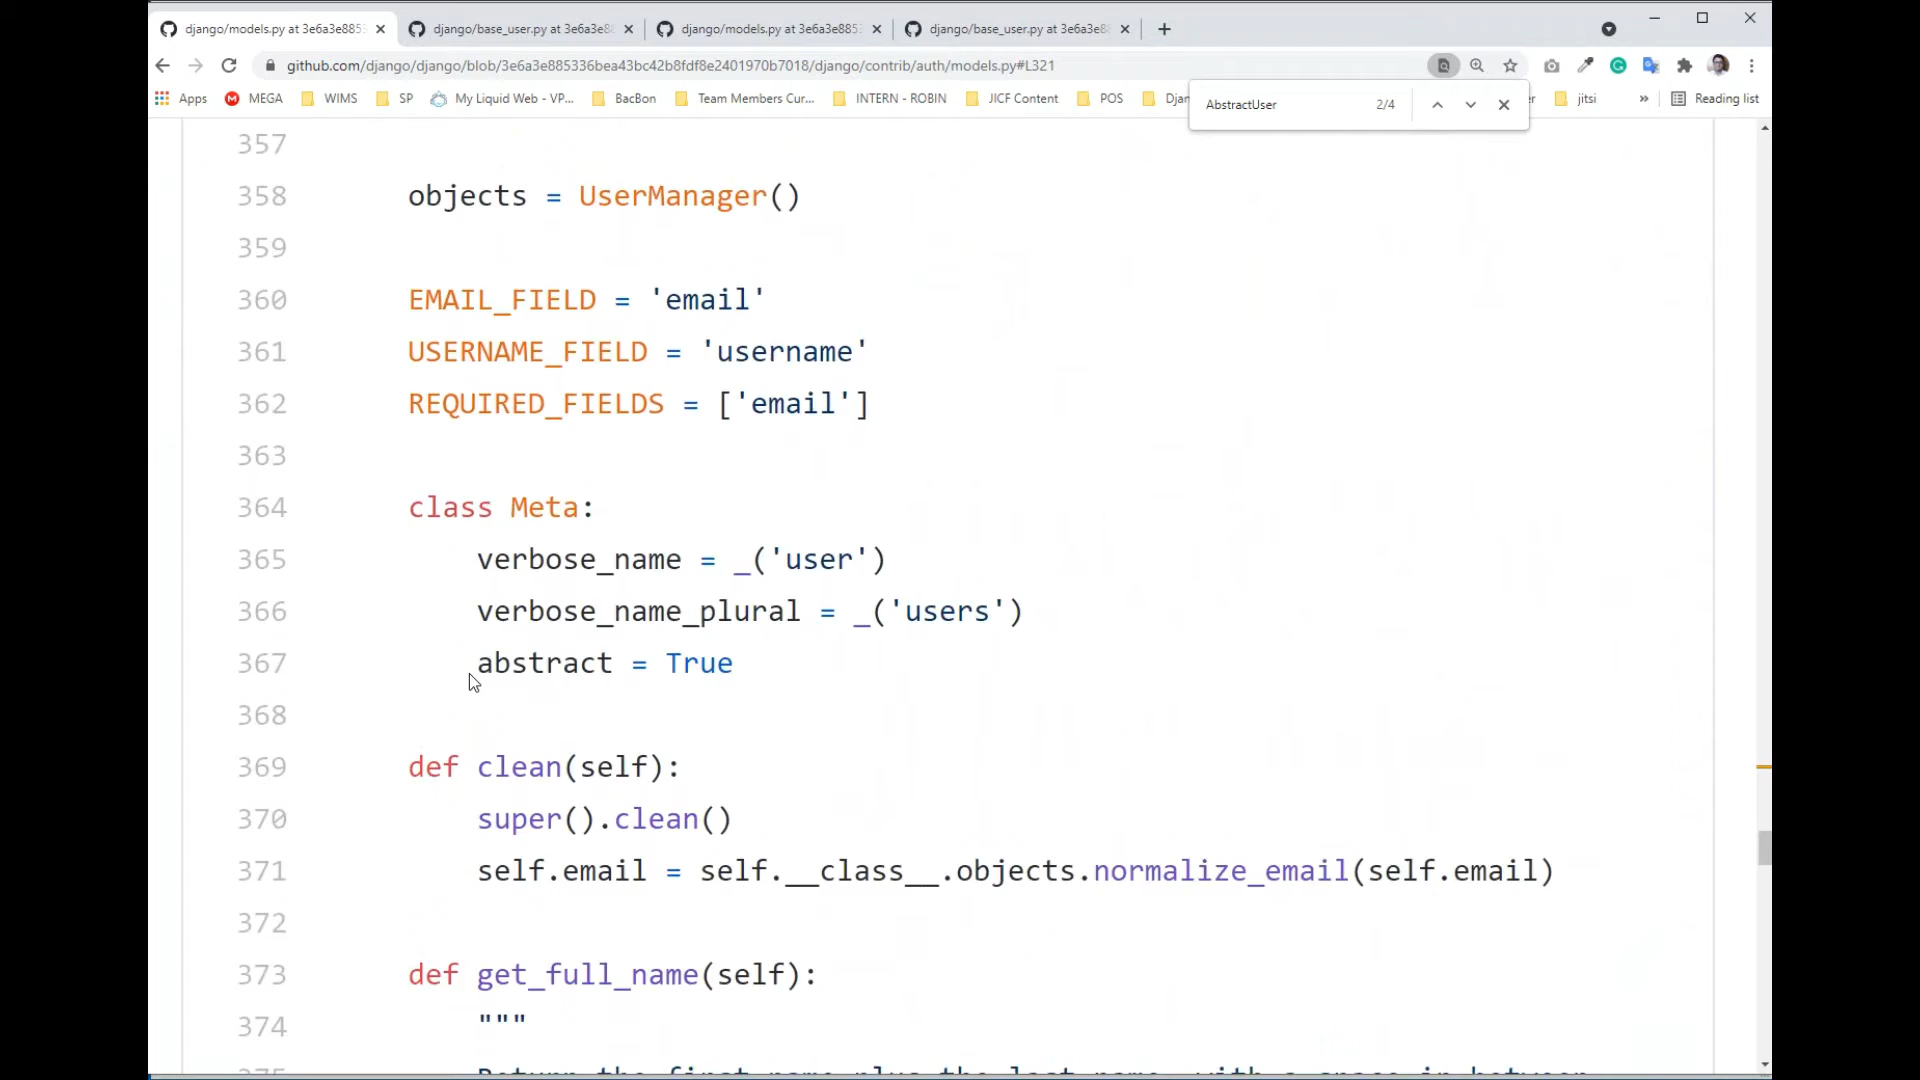 django/models.py at 3e6a3e885
django/base_user.py at 3e6a3e8
django/models.py at 3e6a3e885
django/base_user.py at 3e6a3e8
github.com/django/django/blob/3e6a3e885336bea43bc42b8fdf8e2401970b7018/django/contrib/auth/models.py#L321
Apps MEGA WIMS SP My Liquid Web - VP... BacBon Team Members Cur... INTERN - ROBIN JICF Content POS jitsi » Reading list
AbstractUser 2/4
357
358 objects = UserManager()
359
360 EMAIL_FIELD = 'email'
361 USERNAME_FIELD = 'username'
362 REQUIRED_FIELDS = ['email']
363
364 class Meta:
365 verbose_name = _('user')
366 verbose_name_plural = _('users')
367 abstract = True
368
369 def clean(self):
370 super().clean()
371 self.email = self.__class__.objects.normalize_email(self.email)
372
373 def get_full_name(self):
374 """